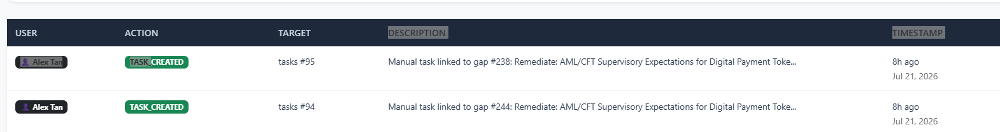 USER ACTION TARGET DESCRIPTION TIMESTAMP
Alex Tan TASK_CREATED tasks #95 Manual task linked to gap #238: Remediate: AML/CFT Supervisory Expectations for Digital Payment Toke... 8h ago
Jul 21, 2026
Alex Tan TASK_CREATED tasks #94 Manual task linked to gap #244: Remediate: AML/CFT Supervisory Expectations for Digital Payment Toke... 8h ago
Jul 21, 2026